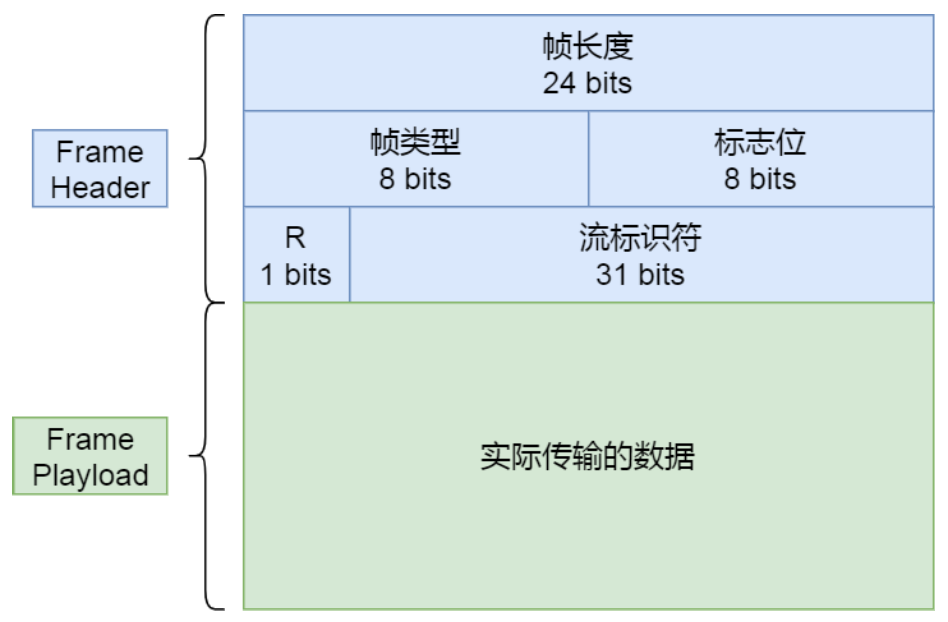 帧长度
24 bits
Frame
Header
帧类型
8 bits
标志位
8 bits
R
1 bits
流标识符
31 bits
Frame
Playload
实际传输的数据